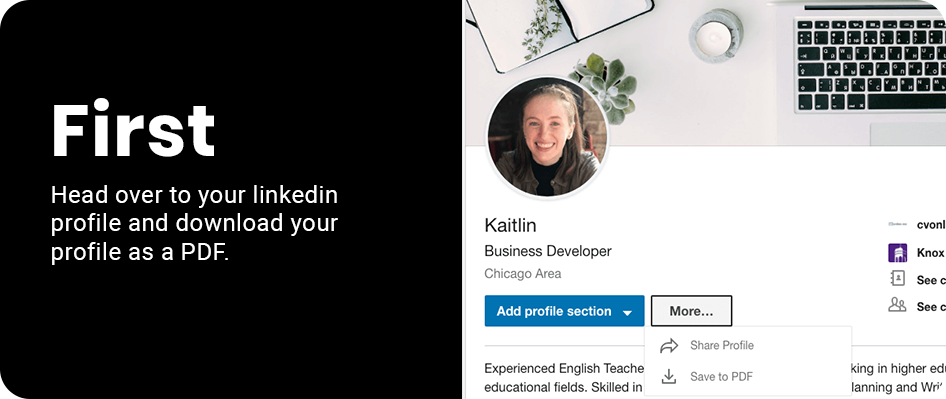 First
Head over to your linkedin
profile and download your
profile as a PDF.
Kaitlin
Business Developer
Chicago Area
Add profile section
More...
Share Profile
Save to PDF
cvonl
Knox
See c
See c
Experienced English Teache king in higher edu
educational fields. Skilled in lanning and Wri